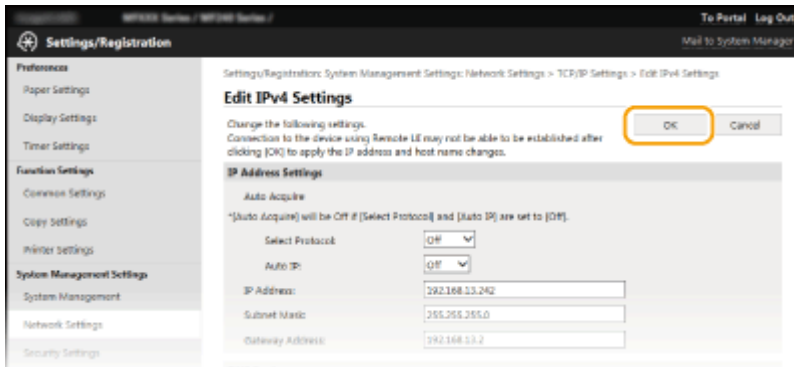 MF8XX Series / MF240 Series /
To Portal Log Out
Settings/Registration
Mail to System Manager
Preferences
Paper Settings
Display Settings
Timer Settings
Function Settings
Common Settings
Copy Settings
Printer Settings
System Management Settings
System Management
Network Settings
Security Settings
Settings/Registration: System Management Settings: Network Settings > TCP/IP Settings > Edit IPv4 Settings
Edit IPv4 Settings
Change the following settings.
Connection to the device using Remote UI may not be able to be established after
clicking [OK] to apply the IP address and host name changes.
OK Cancel
IP Address Settings
Auto Acquire
*[Auto Acquire] will be Off if [Select Protocol] and [Auto IP] are set to [Off].
Select Protocol: Off
Auto IP: Off
IP Address: 192.168.13.242
Subnet Mask: 255.255.255.0
Gateway Address: 192.168.13.2